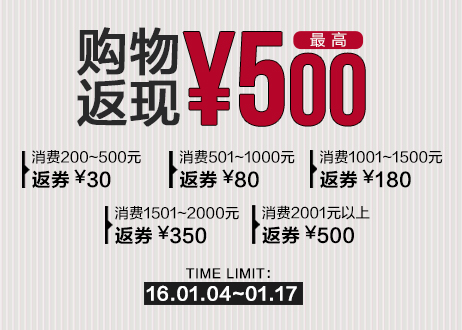 购物
返现
¥500
最高
消费200~500元
返券 ¥30
消费501~1000元
返券 ¥80
消费1001~1500元
返券 ¥180
消费1501~2000元
返券 ¥350
消费2001元以上
返券 ¥500
TIME LIMIT:
16.01.04~01.17